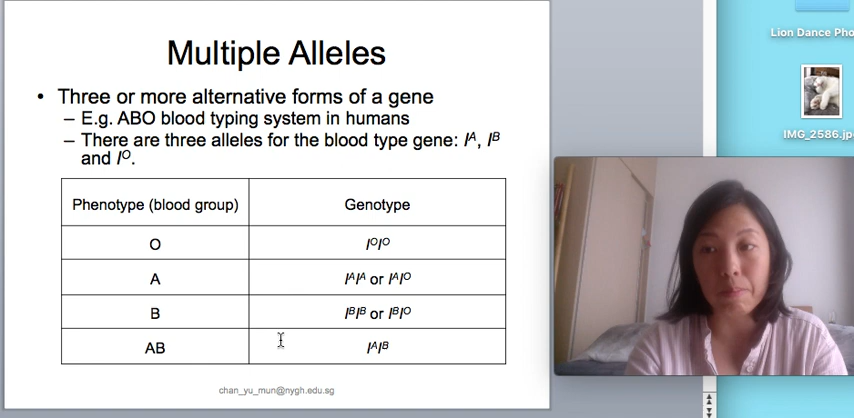 Multiple Alleles
• Three or more alternative forms of a gene
– E.g. ABO blood typing system in humans
– There are three alleles for the blood type gene: Iᴬ, Iᴮ
and Iᴼ.
Phenotype (blood group) Genotype
O IᴼIᴼ
A IᴬIᴬ or IᴬIᴼ
B IᴮIᴮ or IᴮIᴼ
AB IᴬIᴮ
chan_yu_mun@nygh.edu.sg
Lion Dance Pho
IMG_2586.jp